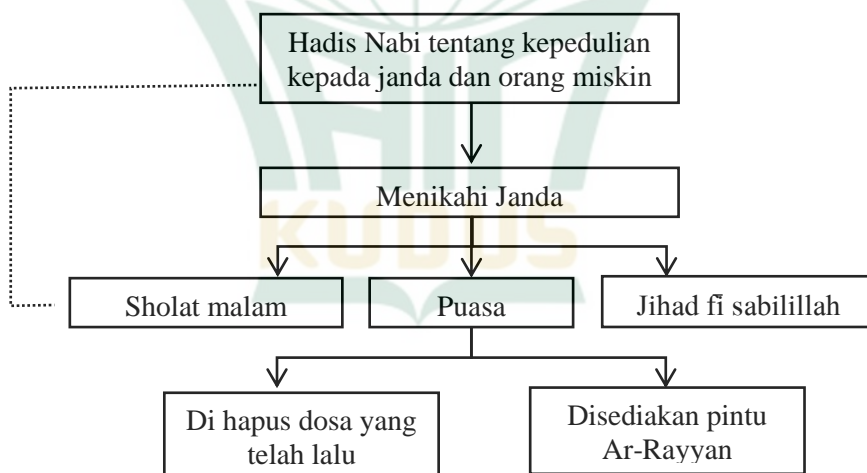 Hadis Nabi tentang kepedulian
kepada janda dan orang miskin
Menikahi Janda
KUDUS
Sholat malam
Puasa
Jihad fi sabilillah
Di hapus dosa yang
telah lalu
Disediakan pintu
Ar-Rayyan